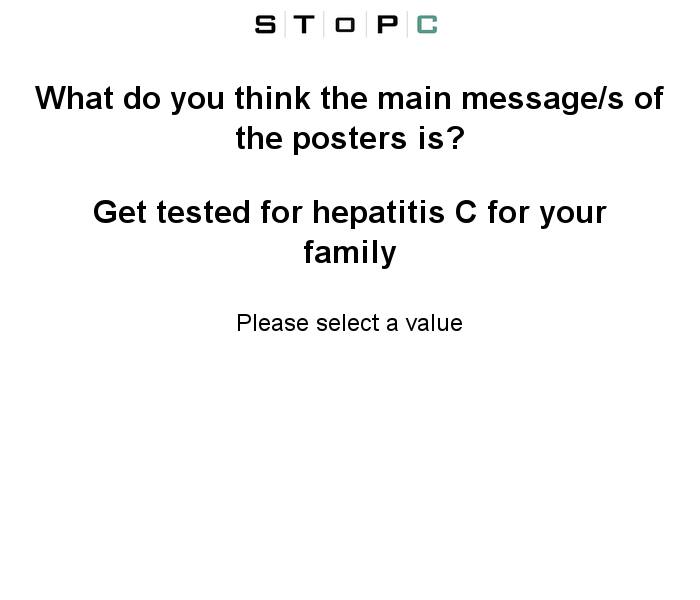 STOPC
What do you think the main message/s of
the posters is?
Get tested for hepatitis C for your
family
Please select a value